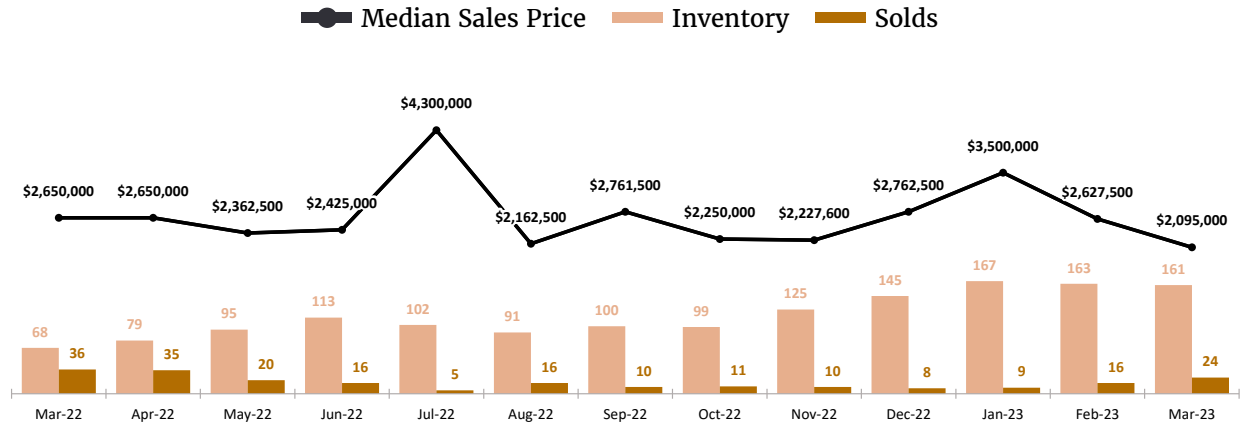 Median Sales Price Inventory Solds
$4,300,000
$3,500,000
$2,650,000 $2,650,000 $2,362,500 $2,425,000 $2,162,500 $2,761,500 $2,250,000 $2,227,600 $2,762,500 $2,627,500 $2,095,000
68 79 95 113 102 91 100 99 125 145 167 163 161
36 35 20 16 5 16 10 11 10 8 9 16 24
Mar-22 Apr-22 May-22 Jun-22 Jul-22 Aug-22 Sep-22 Oct-22 Nov-22 Dec-22 Jan-23 Feb-23 Mar-23